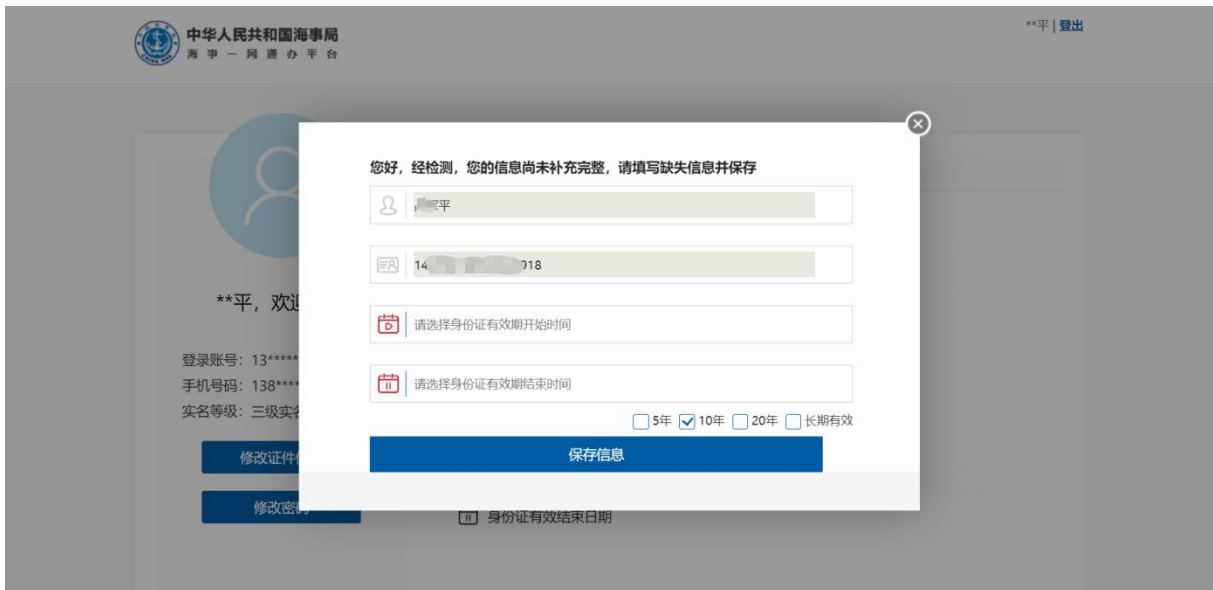 中华人民共和国海事局
海事一网通办平台
**平 | 登出
您好，经检测，您的信息尚未补充完整，请填写缺失信息并保存
平
14 018
请选择身份证有效期开始时间
请选择身份证有效期结束时间
5年 10年 20年 长期有效
保存信息
**平，欢迎
登录账号：13*****
手机号码：138****
实名等级：三级实名
修改证件
修改密码
身份证有效结束日期